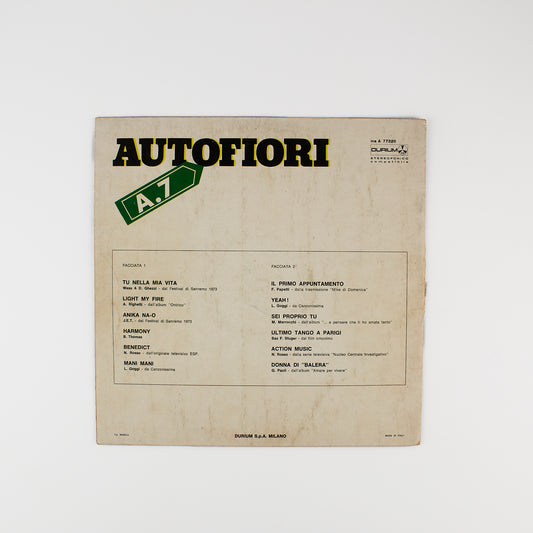 AUTOFIORI
A.7
ms A 77320
DURIUM
STEREOFONICO
compatibile
FACCIATA 1
TU NELLA MIA VITA
Wess & D. Ghezzi - dal Festival di Sanremo 1973
LIGHT MY FIRE
A. Righetti - dall'album "Onirico"
ANIKA NA-O
J.E.T. - dal Festival di Sanremo 1973
HARMONY
B. Thomas
BENEDICT
N. Rosso - dall'originale televisivo ESP.
MANI MANI
L. Goggi - da Canzonissima
FACCIATA 2
IL PRIMO APPUNTAMENTO
F. Papetti - dalla trasmissione "Mike di Domenica"
YEAH!
L. Goggi - da Canzonissima
SEI PROPRIO TU
M. Marrocchi - dall'album "... e pensare che ti ho amata tanto"
ULTIMO TANGO A PARIGI
Sax F. Stuger - dal film omonimo
ACTION MUSIC
N. Rosso - dalla serie televisiva "Nucleo Centrale Investigativo"
DONNA DI "BALERA"
G. Paoli - dall'album "Amare per vivere"
DURIUM S.p.A. MILANO
MADE IN ITALY